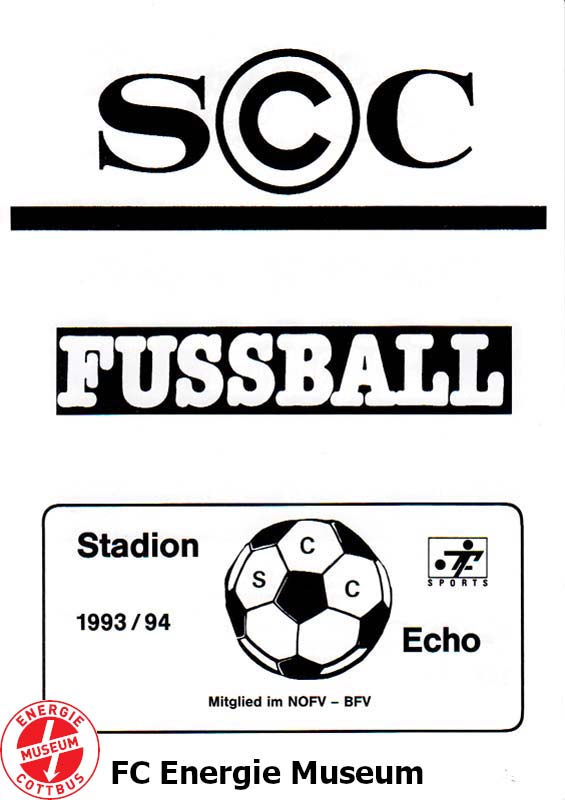 SCC
FUSSBALL
Stadion
1993/94
S C C
SPORTS
Echo
Mitglied im NOFV – BFV
ENERGIE
MUSEUM
COTTBUS
FC Energie Museum